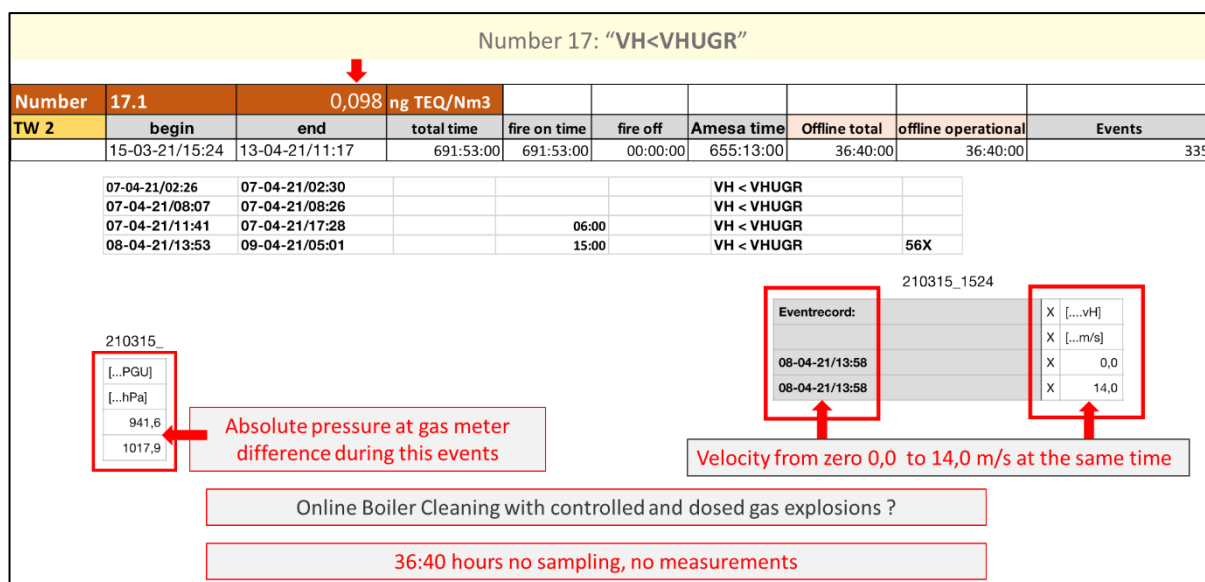 Number 17: “VH<VHUGR”
Number 17.1 0,098 ng TEQ/Nm3
TW 2 begin end total time fire on time fire off Amesa time Offline total offline operational Events
15-03-21/15:24 13-04-21/11:17 691:53:00 691:53:00 00:00:00 655:13:00 36:40:00 36:40:00 335
07-04-21/02:26 07-04-21/02:30 VH < VHUGR
07-04-21/08:07 07-04-21/08:26 VH < VHUGR
07-04-21/11:41 07-04-21/17:28 06:00 VH < VHUGR
08-04-21/13:53 09-04-21/05:01 15:00 VH < VHUGR 56X
210315_1524
Eventrecord: X [....vH]
X [...m/s]
08-04-21/13:58 X 0,0
08-04-21/13:58 X 14,0
210315_
[...PGU]
[...hPa]
941,6
1017,9
Absolute pressure at gas meter
difference during this events
Velocity from zero 0,0 to 14,0 m/s at the same time
Online Boiler Cleaning with controlled and dosed gas explosions ?
36:40 hours no sampling, no measurements